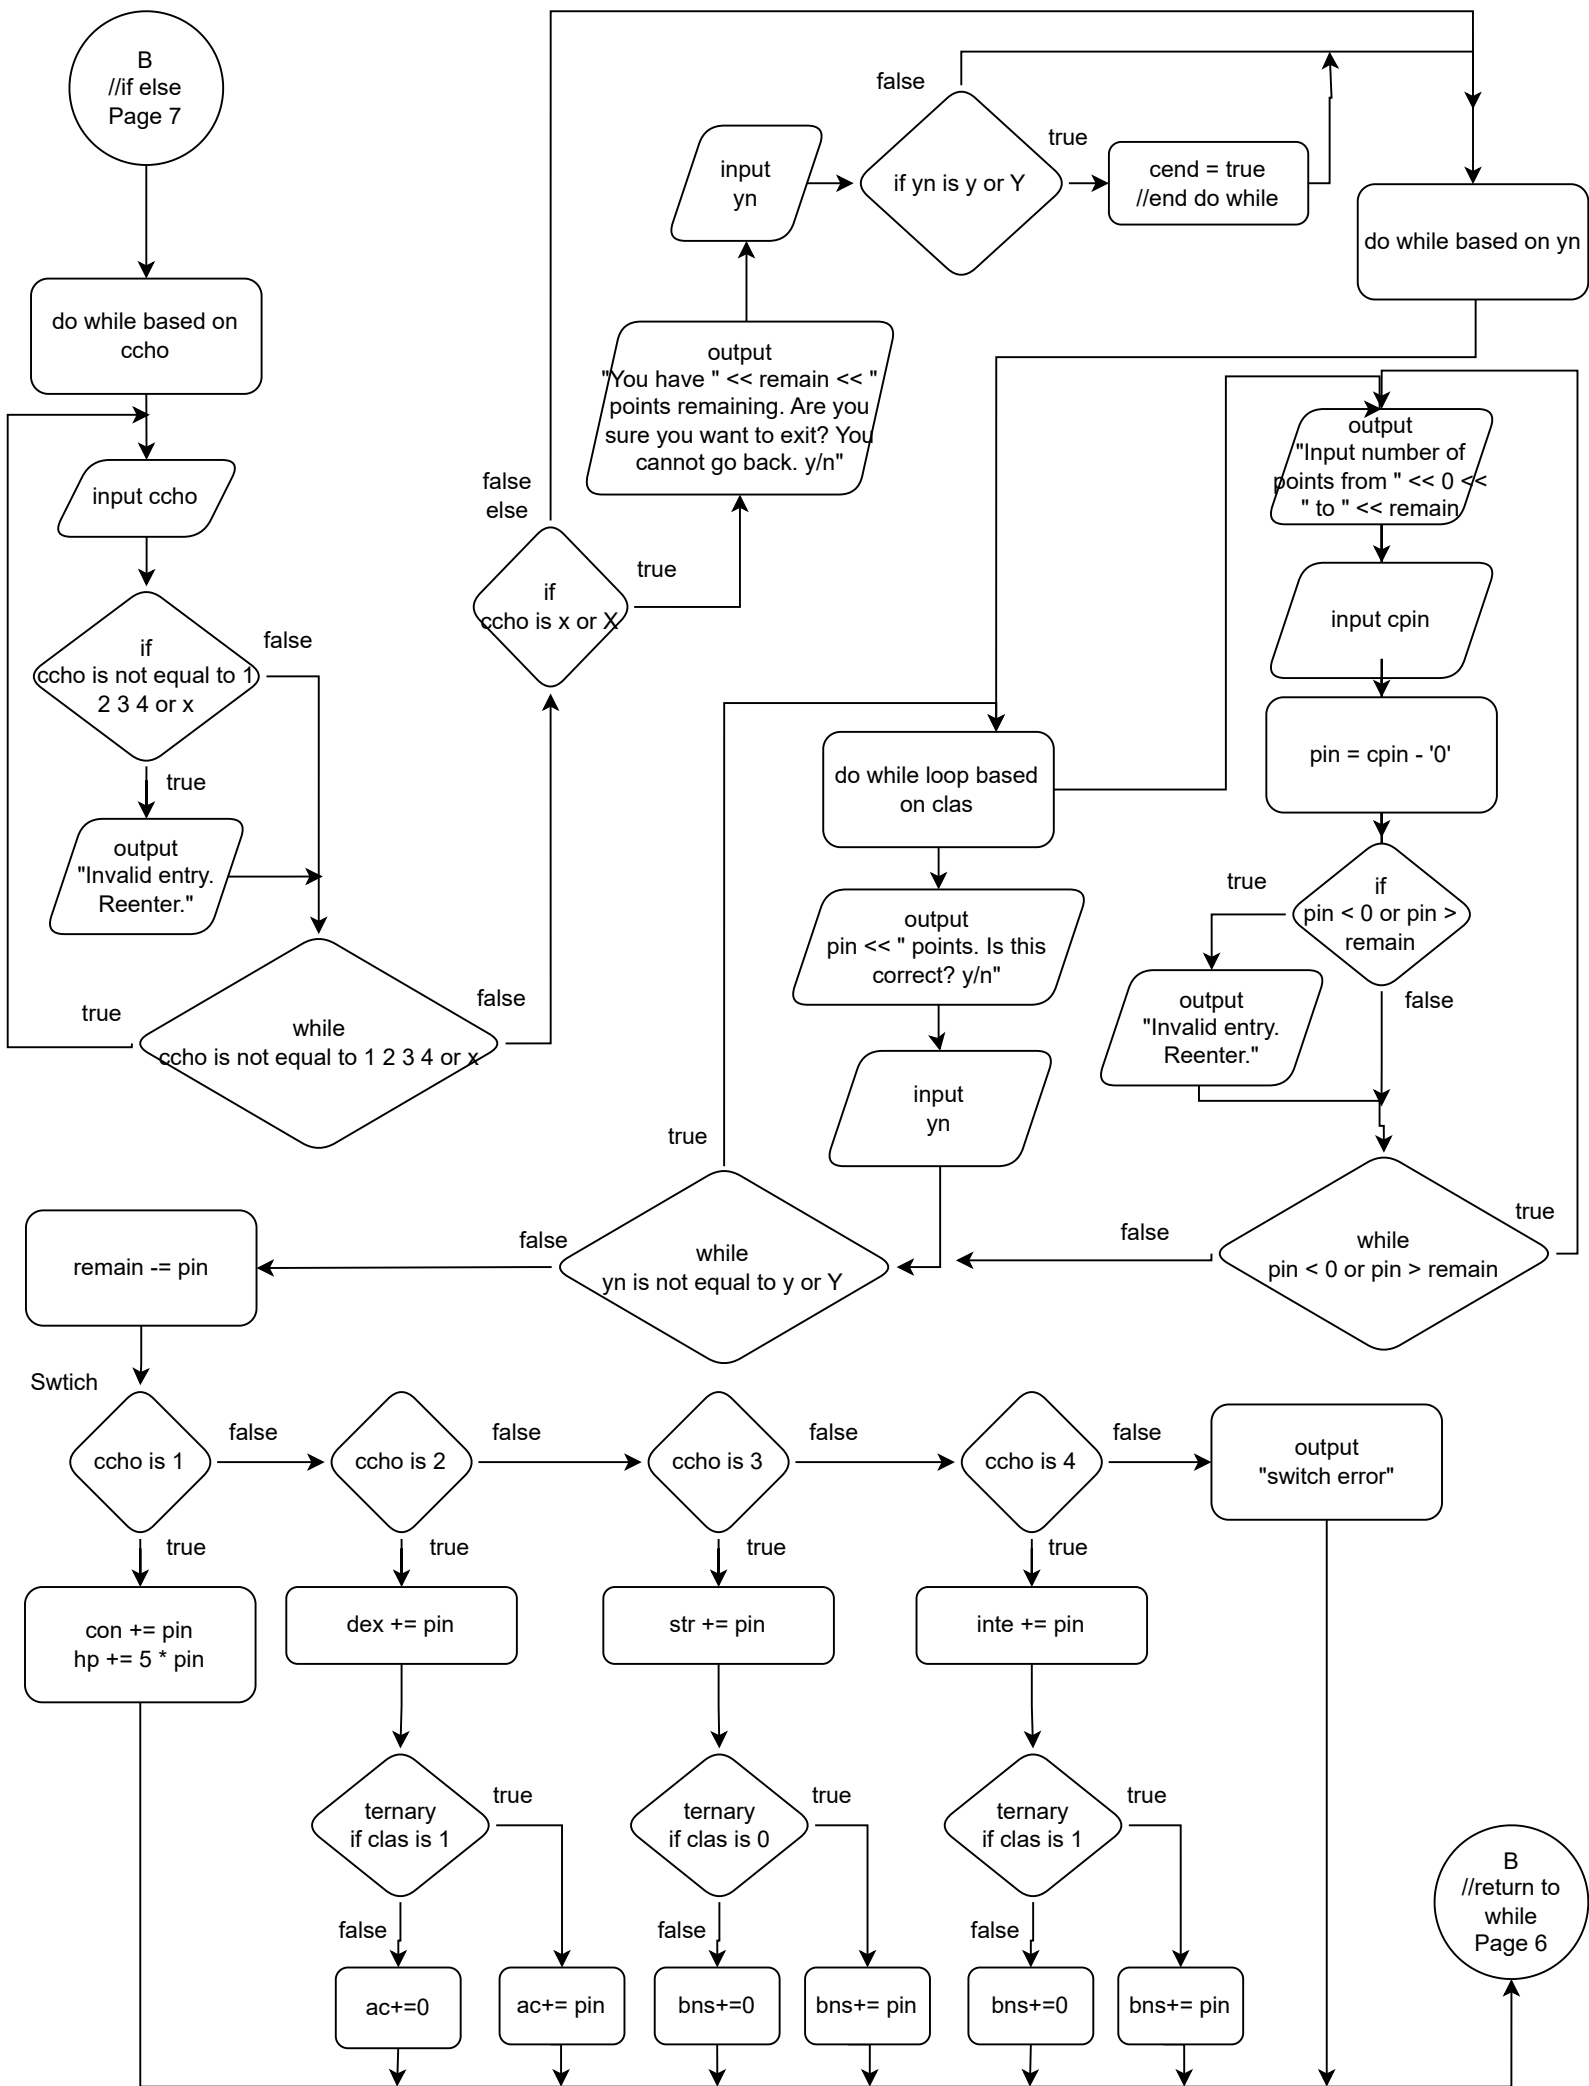 B
//if else
Page 7
do while based on
ccho
input ccho
if
ccho is not equal to 1
2 3 4 or x
false
true
output
"Invalid entry.
Reenter."
while
ccho is not equal to 1 2 3 4 or x
true
false
if
ccho is x or X
false
else
true
output
"You have " << remain << "
points remaining. Are you
sure you want to exit? You
cannot go back. y/n"
input
yn
if yn is y or Y
false
true
cend = true
//end do while
do while based on yn
do while loop based
on clas
output
pin << " points. Is this
correct? y/n"
input
yn
output
"Input number of
points from " << 0 <<
" to " << remain
input cpin
pin = cpin - '0'
if
pin < 0 or pin >
remain
true
false
output
"Invalid entry.
Reenter."
while
pin < 0 or pin > remain
true
false
while
yn is not equal to y or Y
true
false
remain -= pin
Swtich
ccho is 1
false
ccho is 2
false
ccho is 3
false
ccho is 4
false
output
"switch error"
true
true
true
true
con += pin
hp += 5 * pin
dex += pin
str += pin
inte += pin
ternary
if clas is 1
true
ternary
if clas is 0
true
ternary
if clas is 1
true
false
false
false
ac+=0
ac+= pin
bns+=0
bns+= pin
bns+=0
bns+= pin
B
//return to
while
Page 6